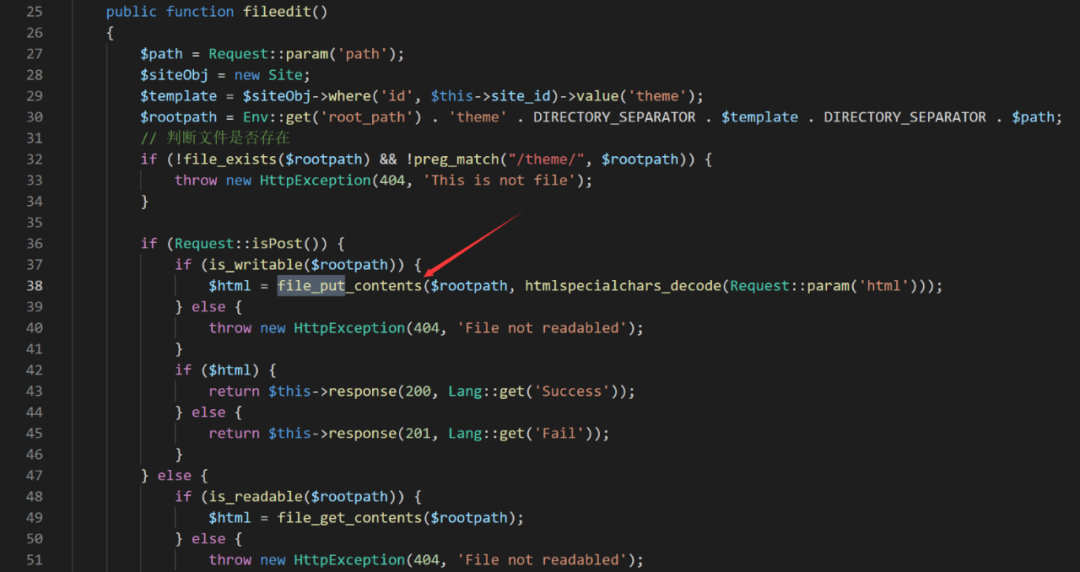 25 public function fileedit()
26 {
27 $path = Request::param('path');
28 $siteObj = new Site;
29 $template = $siteObj->where('id', $this->site_id)->value('theme');
30 $rootpath = Env::get('root_path') . 'theme' . DIRECTORY_SEPARATOR . $template . DIRECTORY_SEPARATOR . $path;
31 // 判断文件是否存在
32 if (!file_exists($rootpath) && !preg_match("/theme/", $rootpath)) {
33 throw new HttpException(404, 'This is not file');
34 }
35
36 if (Request::isPost()) {
37 if (is_writable($rootpath)) {
38 $html = file_put_contents($rootpath, htmlspecialchars_decode(Request::param('html')));
39 } else {
40 throw new HttpException(404, 'File not readabled');
41 }
42 if ($html) {
43 return $this->response(200, Lang::get('Success'));
44 } else {
45 return $this->response(201, Lang::get('Fail'));
46 }
47 } else {
48 if (is_readable($rootpath)) {
49 $html = file_get_contents($rootpath);
50 } else {
51 throw new HttpException(404, 'File not readabled');